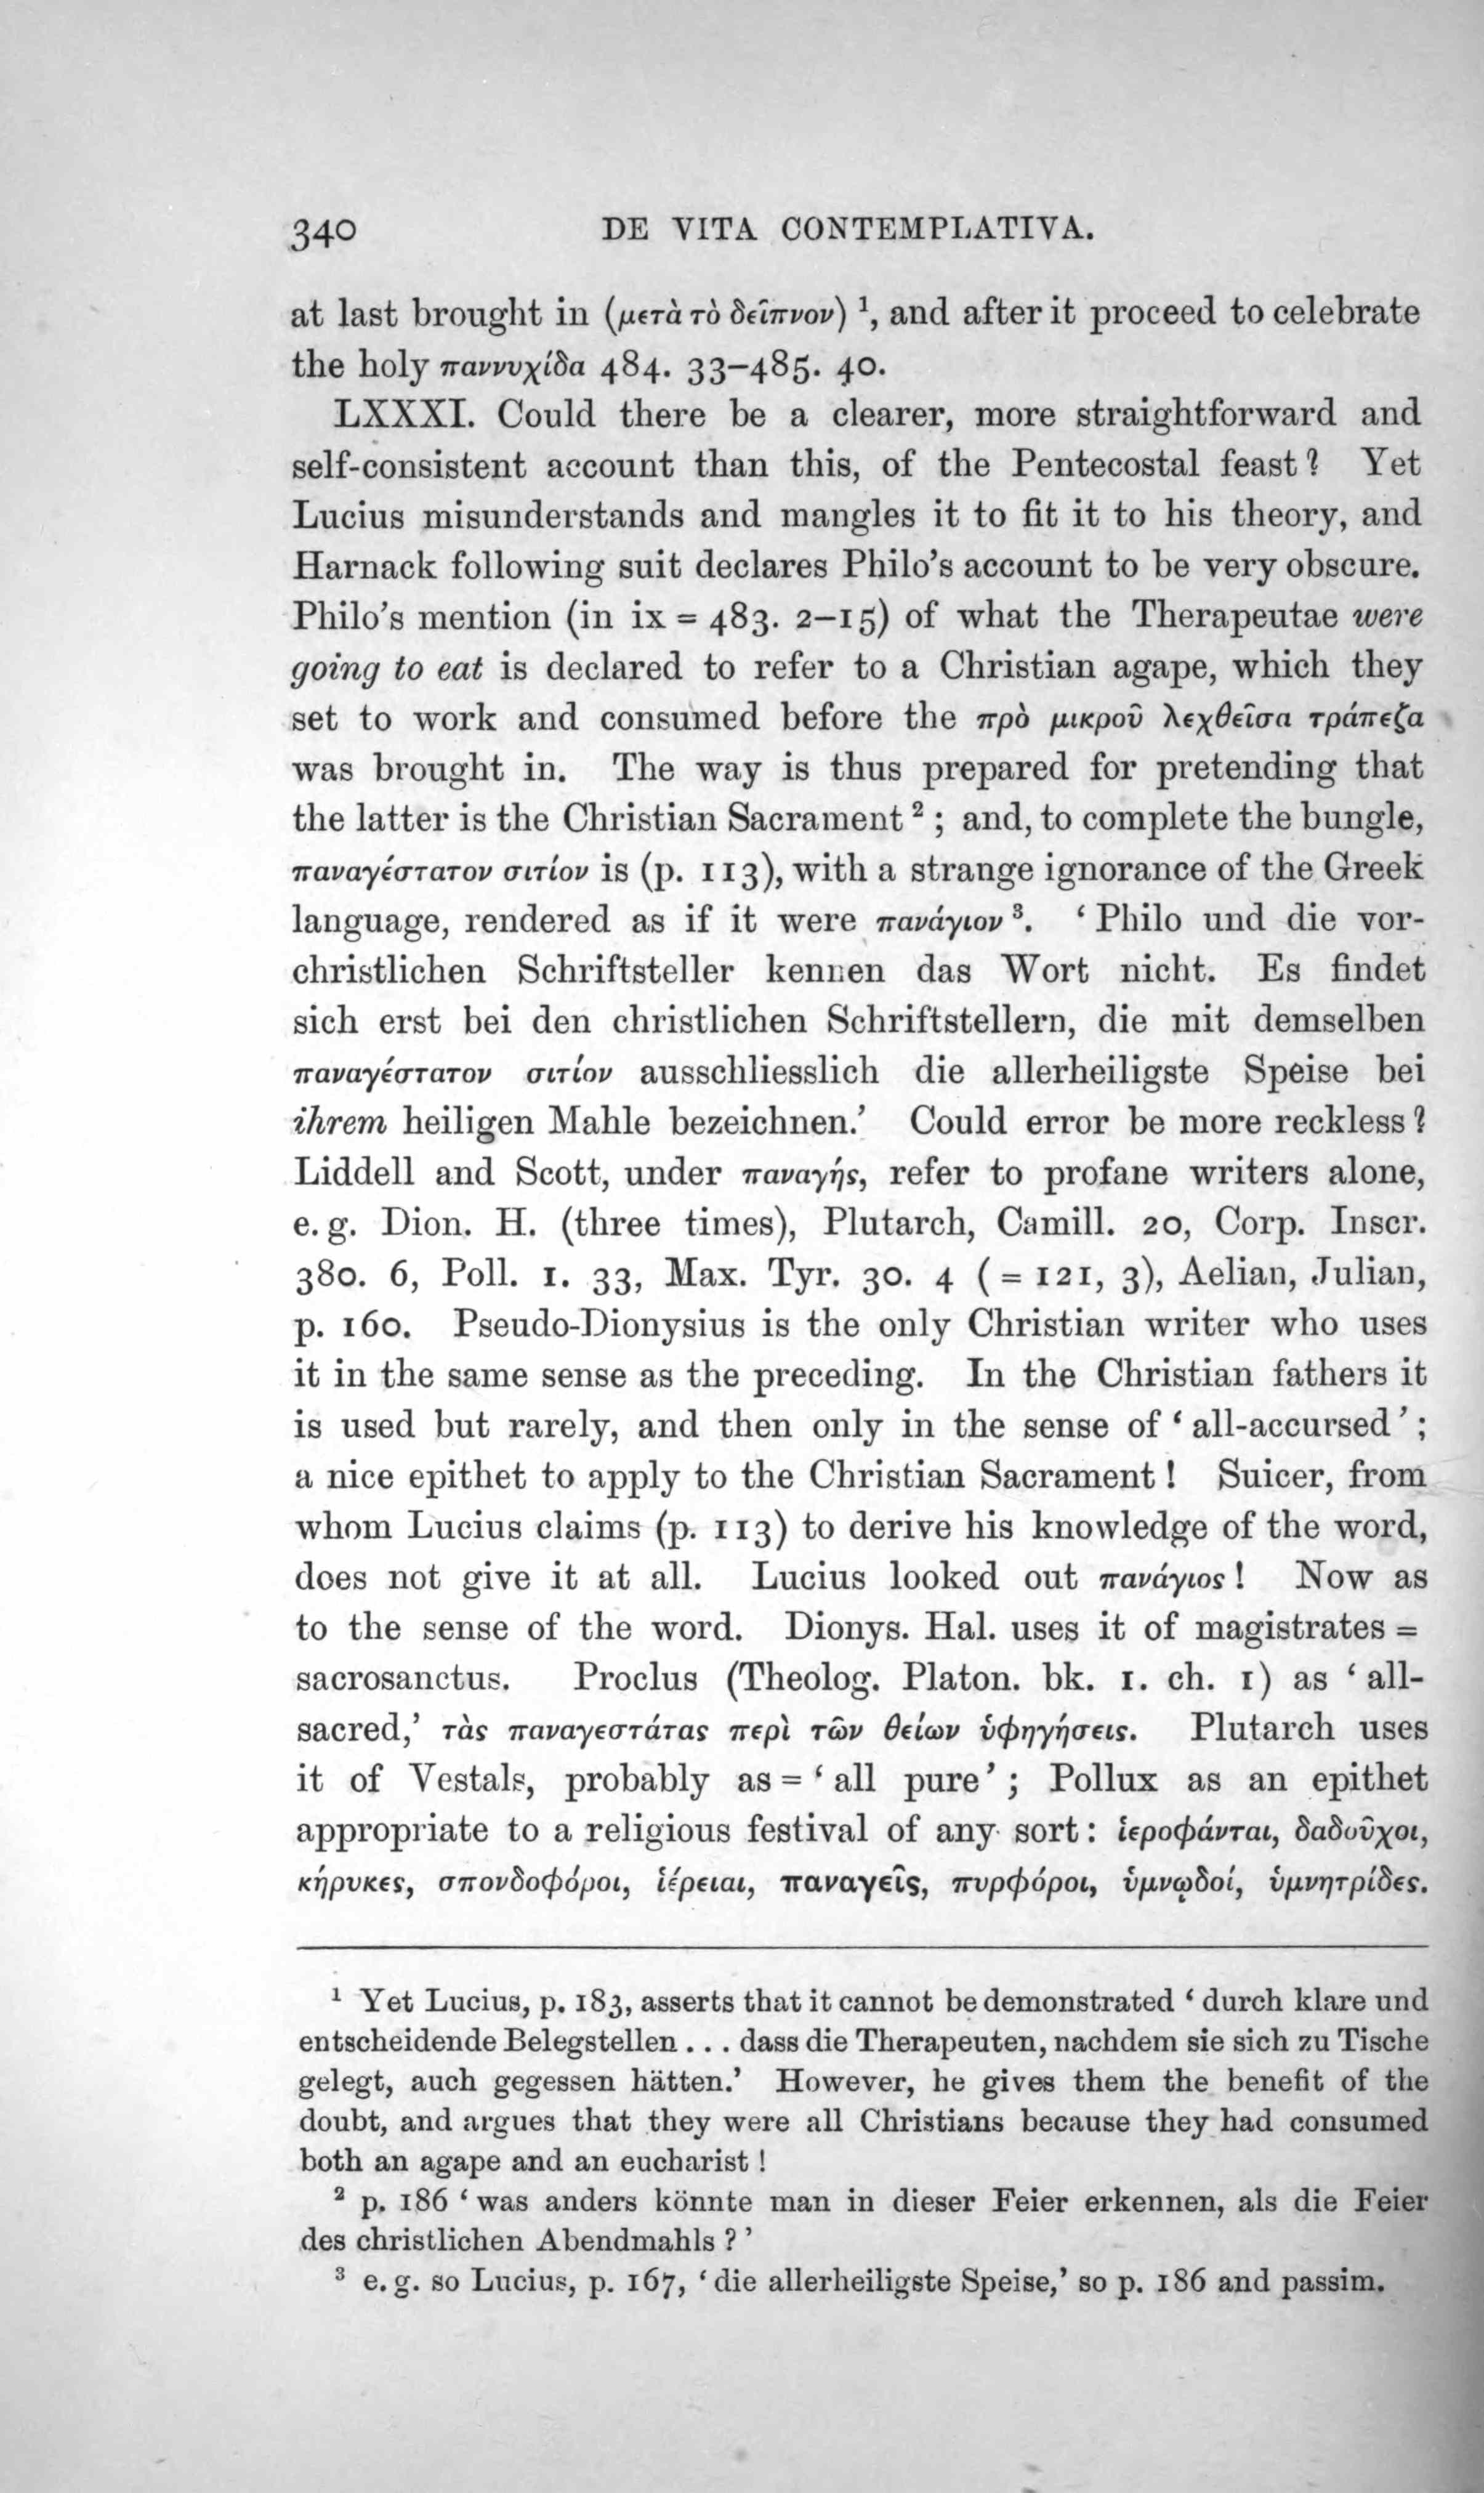 340 DE VITA CONTEMPLATIVA.
at last brought in (μετὰ τὸ δεῖπνον) ¹, and after it proceed to celebrate
the holy παννυχίδα 484. 33–485. 40.
LXXXI. Could there be a clearer, more straightforward and
self-consistent account than this, of the Pentecostal feast? Yet
Lucius misunderstands and mangles it to fit it to his theory, and
Harnack following suit declares Philo's account to be very obscure.
Philo's mention (in ix = 483. 2–15) of what the Therapeutae were
going to eat is declared to refer to a Christian agape, which they
set to work and consumed before the πρὸ μικροῦ λεχθεῖσα τράπεζα
was brought in. The way is thus prepared for pretending that
the latter is the Christian Sacrament ² ; and, to complete the bungle,
παναγέστατον σιτίον is (p. 113), with a strange ignorance of the Greek
language, rendered as if it were πανάγιον ³. ‘ Philo und die vor-
christlichen Schriftsteller kennen das Wort nicht. Es findet
sich erst bei den christlichen Schriftstellern, die mit demselben
παναγέστατον σιτίον ausschliesslich die allerheiligste Speise bei
ihrem heiligen Mahle bezeichnen.’ Could error be more reckless?
Liddell and Scott, under παναγής, refer to profane writers alone,
e. g. Dion. H. (three times), Plutarch, Camill. 20, Corp. Inscr.
380. 6, Poll. 1. 33, Max. Tyr. 30. 4 ( = 121, 3), Aelian, Julian,
p. 160. Pseudo-Dionysius is the only Christian writer who uses
it in the same sense as the preceding. In the Christian fathers it
is used but rarely, and then only in the sense of ‘ all-accursed ’ ;
a nice epithet to apply to the Christian Sacrament ! Suicer, from
whom Lucius claims (p. 113) to derive his knowledge of the word,
does not give it at all. Lucius looked out πανάγιος ! Now as
to the sense of the word. Dionys. Hal. uses it of magistrates =
sacrosanctus. Proclus (Theolog. Platon. bk. 1. ch. 1) as ‘ all-
sacred,’ τὰς παναγεστάτας περὶ τῶν θείων ὑφηγήσεις. Plutarch uses
it of Vestals, probably as = ‘ all pure ’ ; Pollux as an epithet
appropriate to a religious festival of any sort : ἱεροφάνται, δαδοῦχοι,
κήρυκες, σπονδοφόροι, ἱέρειαι, παναγεῖς, πυρφόροι, ὑμνῳδοί, ὑμνητρίδες.
¹ Yet Lucius, p. 183, asserts that it cannot be demonstrated ‘ durch klare und
entscheidende Belegstellen . . . dass die Therapeuten, nachdem sie sich zu Tische
gelegt, auch gegessen hätten.’ However, he gives them the benefit of the
doubt, and argues that they were all Christians because they had consumed
both an agape and an eucharist !
² p. 186 ‘ was anders könnte man in dieser Feier erkennen, als die Feier
des christlichen Abendmahls ? ’
³ e. g. so Lucius, p. 167, ‘ die allerheiligste Speise,’ so p. 186 and passim.